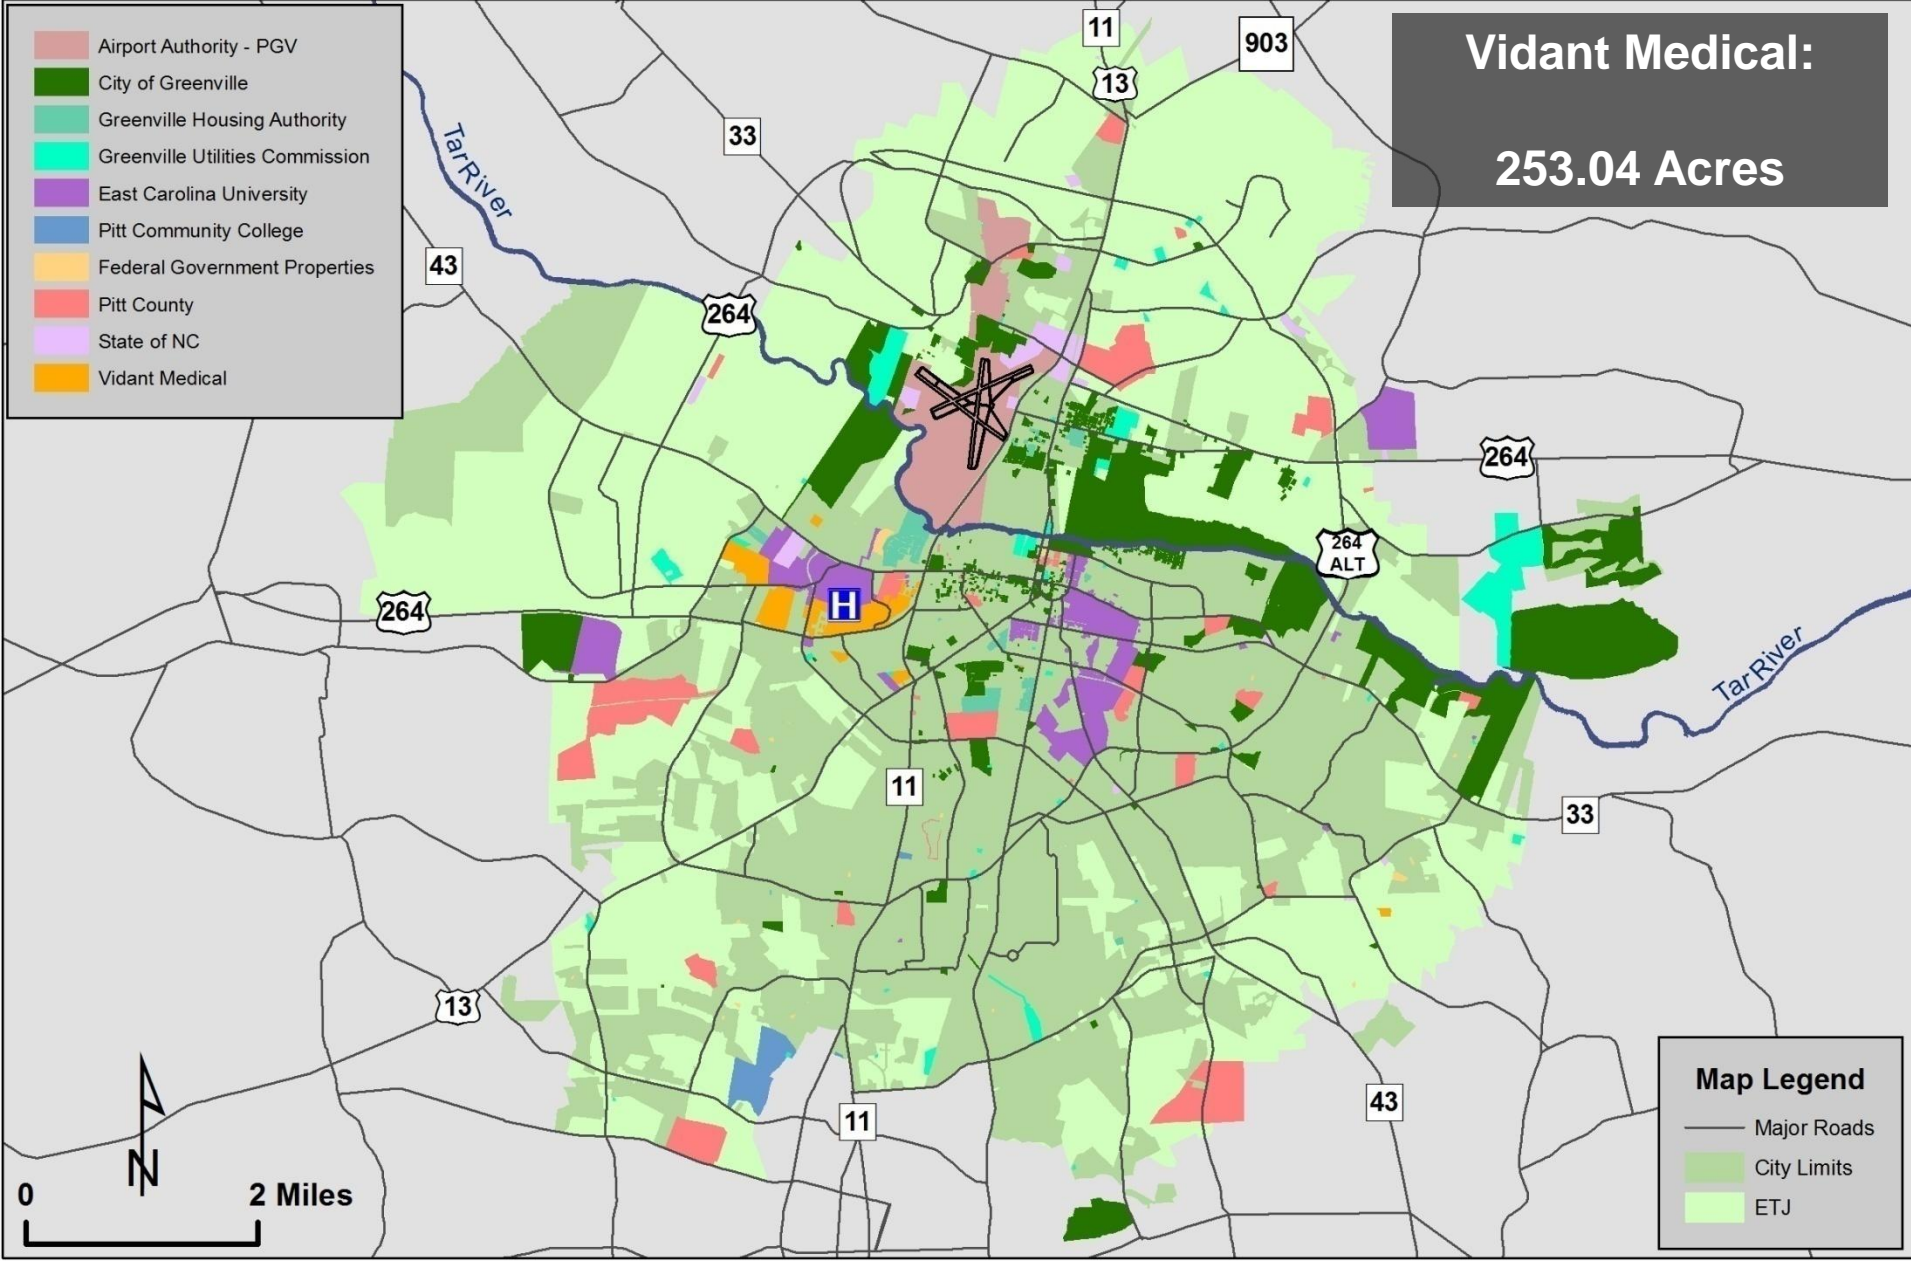 Airport Authority - PGV
City of Greenville
Greenville Housing Authority
Greenville Utilities Commission
East Carolina University
Pitt Community College
Federal Government Properties
Pitt County
State of NC
Vidant Medical
Vidant Medical:
253.04 Acres
11
13
903
33
Tar River
43
264
264
264
ALT
264
H
Tar River
11
33
13
43
11
N
0 2 Miles
Map Legend
Major Roads
City Limits
ETJ